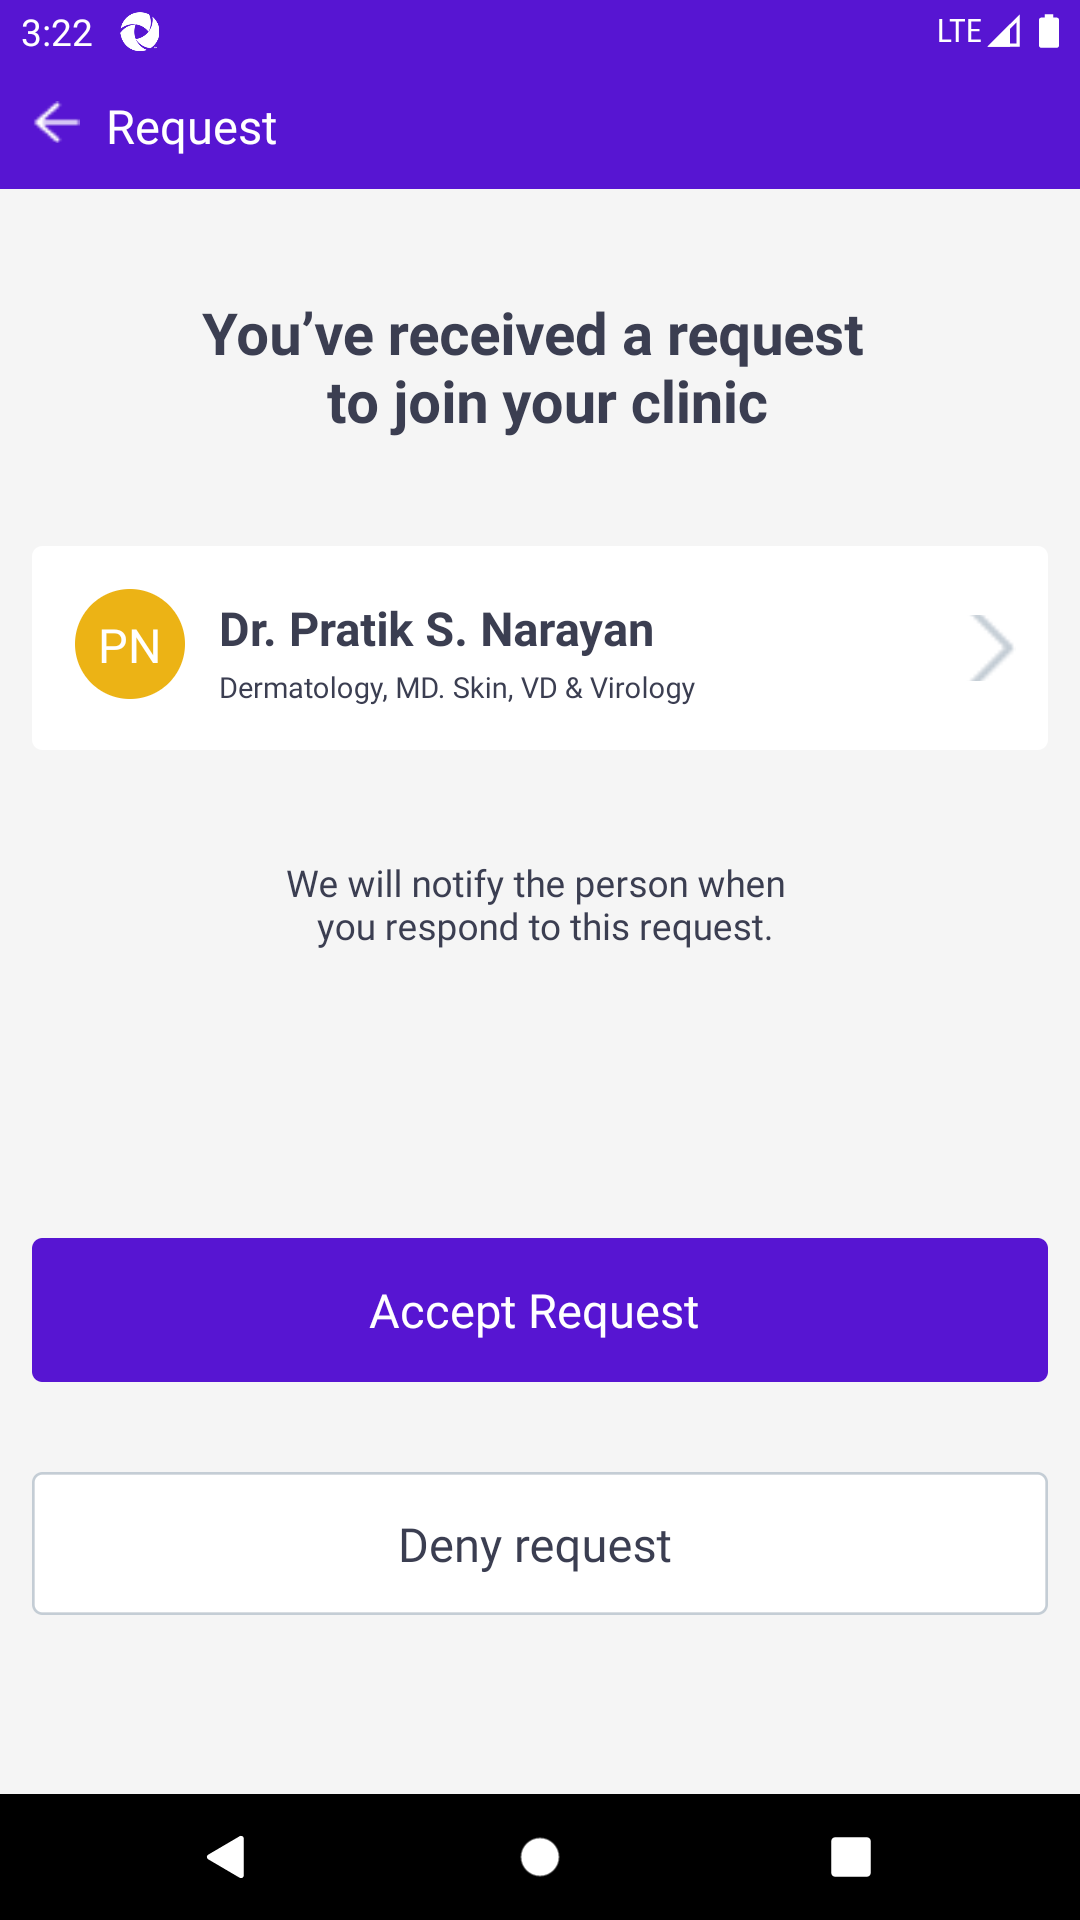 3:22
LTE
Request
You’ve received a request
to join your clinic
PN
Dr. Pratik S. Narayan
Dermatology, MD. Skin, VD & Virology
We will notify the person when
you respond to this request.
Accept Request
Deny request